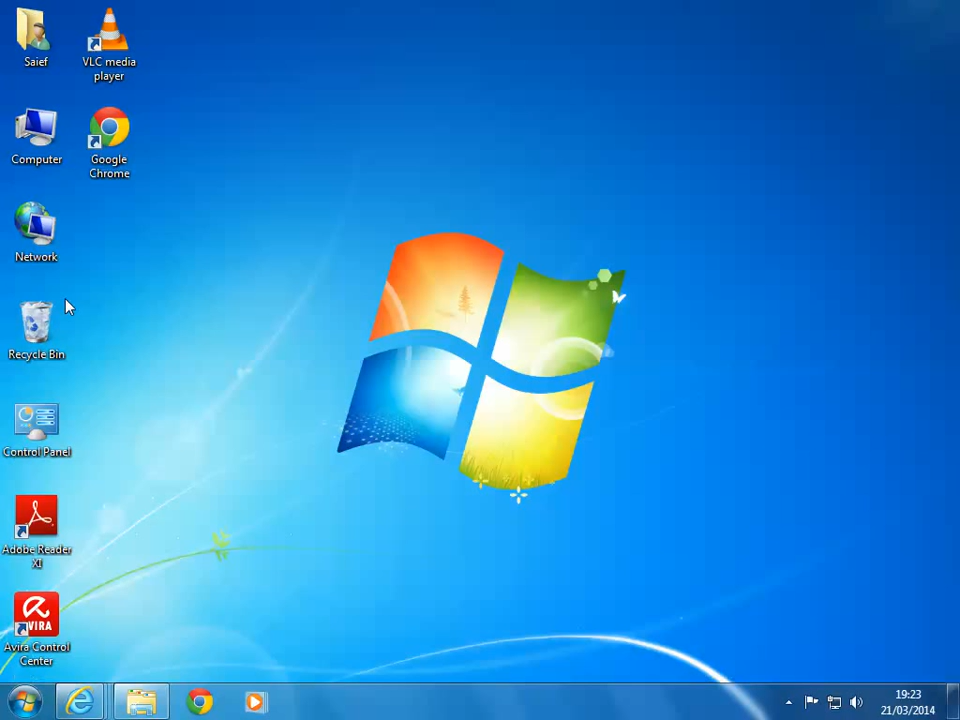 Saief
VLC media
player
Computer
Google
Chrome
Network
Recycle Bin
Control Panel
Adobe Reader
XI
AVIRA
Avira Control
Center
19:23
21/03/2014